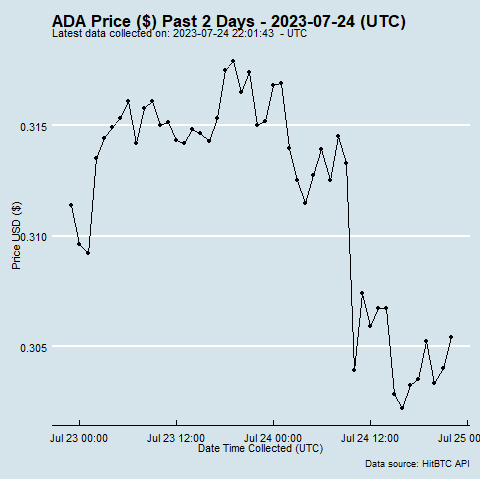 ADA Price ($) Past 2 Days - 2023-07-24 (UTC)
Latest data collected on: 2023-07-24 22:01:43 - UTC
0.315
0.310
0.305
Price USD ($)
Jul 23 00:00 Jul 23 12:00 Jul 24 00:00 Jul 24 12:00 Jul 25 00
Date Time Collected (UTC)
Data source: HitBTC API